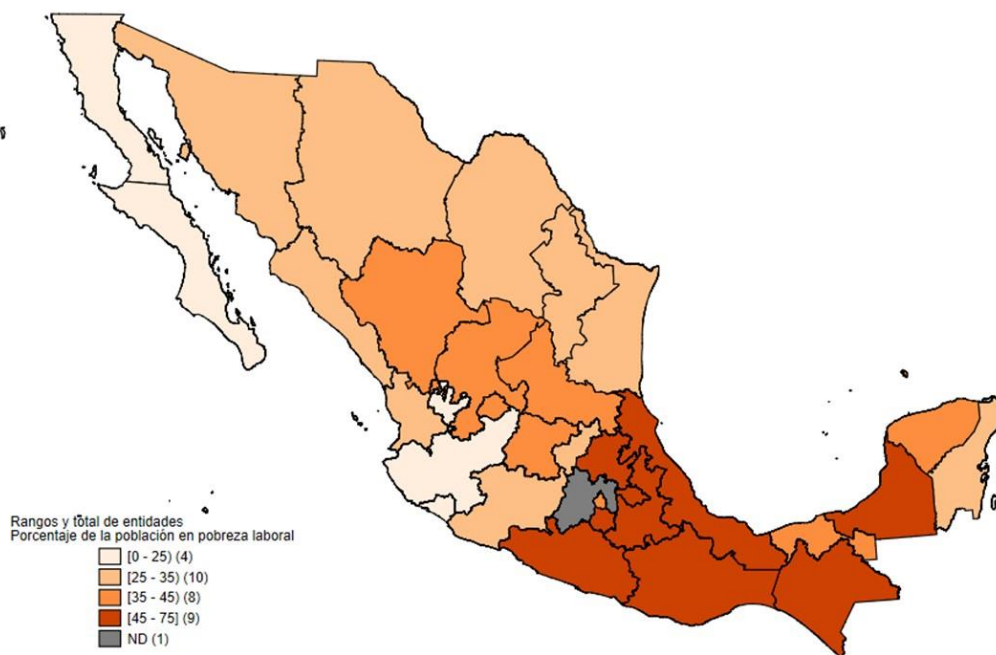 Rangos y total de entidades
Porcentaje de la población en pobreza laboral
[0 - 25) (4)
[25 - 35) (10)
[35 - 45) (8)
[45 - 75] (9)
ND (1)